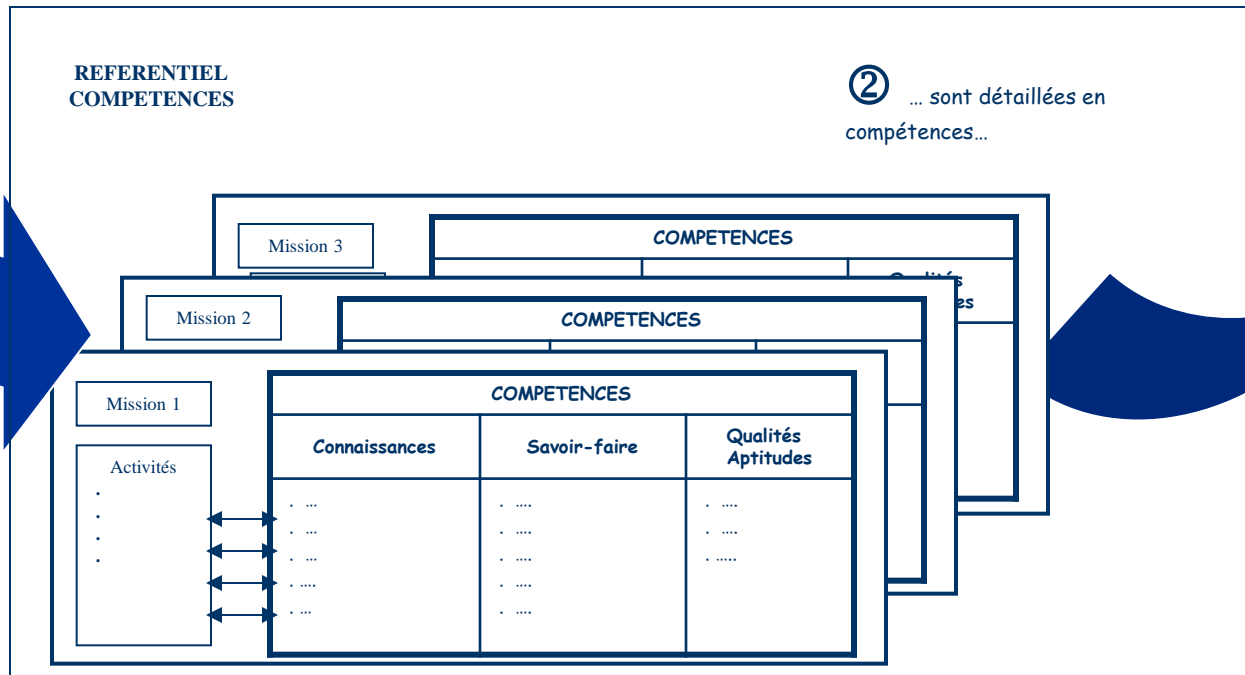 REFERENTIEL
COMPETENCES
② … sont détaillées en
compétences…
Mission 3
COMPETENCES
Mission 2
COMPETENCES
Mission 1
COMPETENCES
Connaissances
Savoir-faire
Qualités
Aptitudes
Activités
.
.
.
.
. …
. …
. …
. ….
. …
. ….
. ….
. ….
. ….
. ….
. ….
. ….
. …..